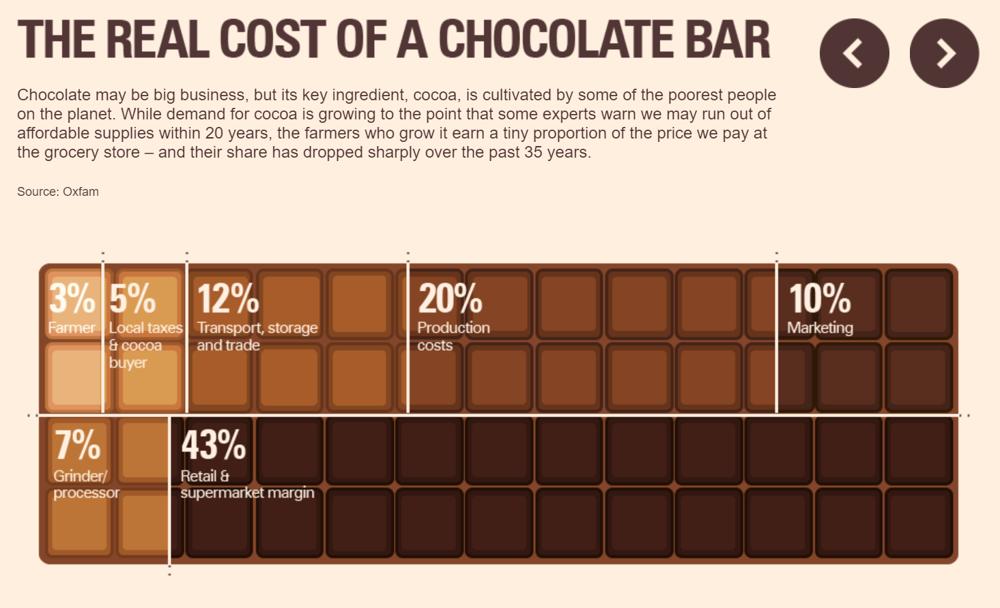 THE REAL COST OF A CHOCOLATE BAR
Chocolate may be big business, but its key ingredient, cocoa, is cultivated by some of the poorest people
on the planet. While demand for cocoa is growing to the point that some experts warn we may run out of
affordable supplies within 20 years, the farmers who grow it earn a tiny proportion of the price we pay at
the grocery store – and their share has dropped sharply over the past 35 years.
Source: Oxfam
3%
Farmer
5%
Local taxes
& cocoa
buyer
12%
Transport, storage
and trade
20%
Production
costs
10%
Marketing
7%
Grinder/
processor
43%
Retail &
supermarket margin